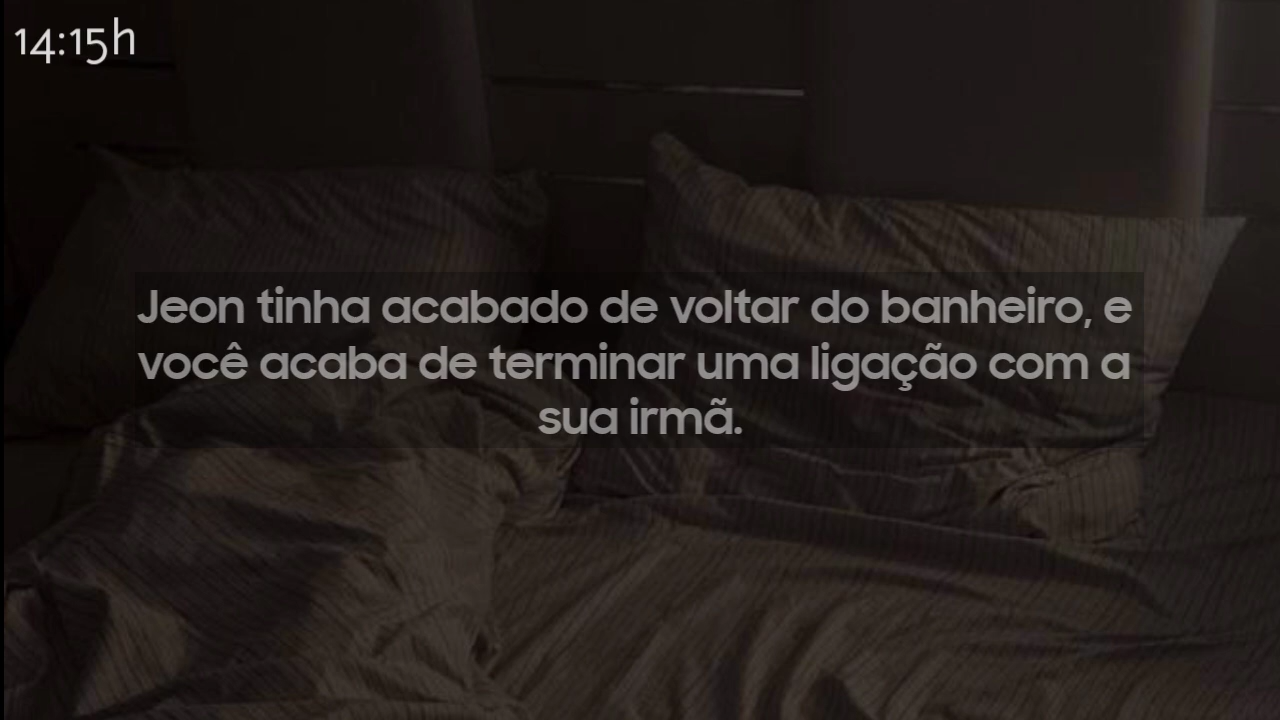 14:15h
Jeon tinha acabado de voltar do banheiro, e
você acaba de terminar uma ligação com a
sua irmã.